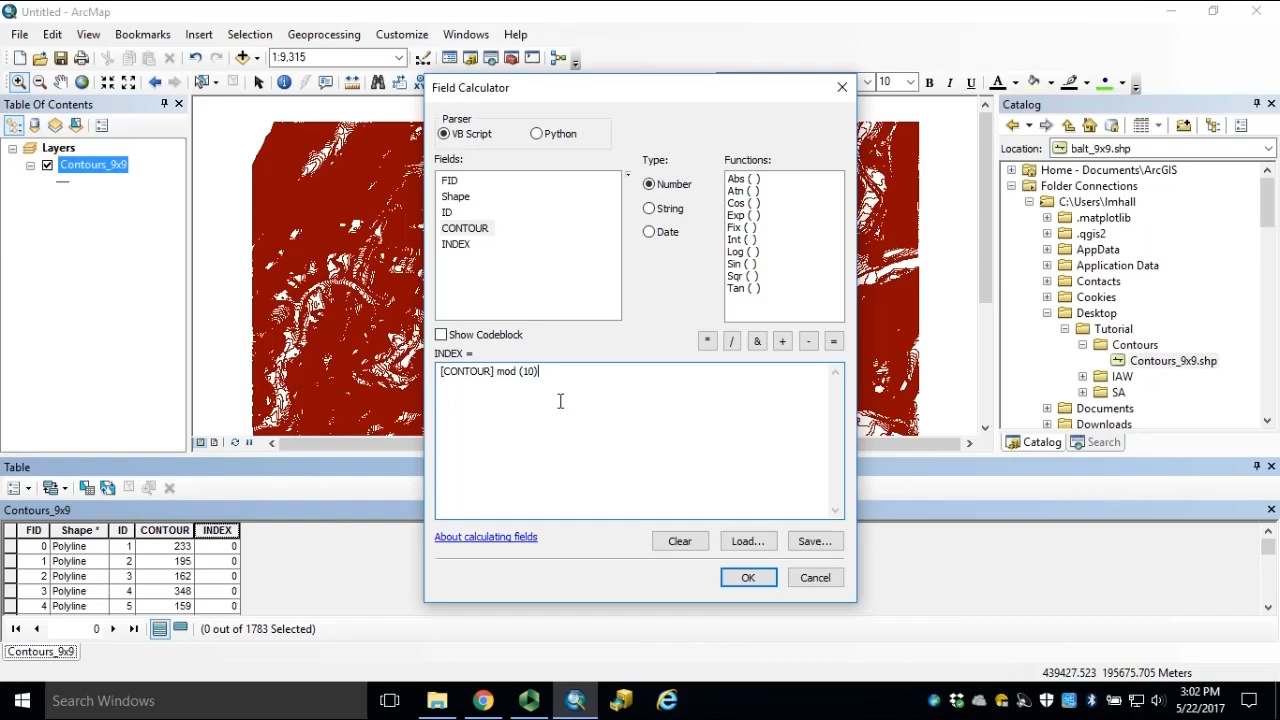 Untitled - ArcMap
File Edit View Bookmarks Insert Selection Geoprocessing Customize Windows Help
1:9,315
10 B I U A
Table Of Contents
Layers
Contours_9x9
Field Calculator
Parser
VB Script Python
Fields: Type: Functions:
FID
Shape
ID
CONTOUR
INDEX
Number
String
Date
Abs ( )
Atn ( )
Cos ( )
Exp ( )
Fix ( )
Int ( )
Log ( )
Sin ( )
Sqr ( )
Tan ( )
Show Codeblock
* / & + - =
INDEX =
[CONTOUR] mod (10)
About calculating fields
Clear Load... Save...
OK Cancel
Catalog
Location: balt_9x9.shp
Home - Documents\ArcGIS
Folder Connections
C:\Users\lmhall
.matplotlib
.qgis2
AppData
Application Data
Contacts
Cookies
Desktop
Tutorial
Contours
Contours_9x9.shp
IAW
SA
Documents
Downloads
Catalog Search
Table
Contours_9x9
FID Shape * ID CONTOUR INDEX
0 Polyline 1 233 0
1 Polyline 2 195 0
2 Polyline 3 162 0
3 Polyline 4 348 0
4 Polyline 5 159 0
0 (0 out of 1783 Selected)
Contours_9x9
439427.523 195675.705 Meters
Search Windows
3:02 PM
5/22/2017